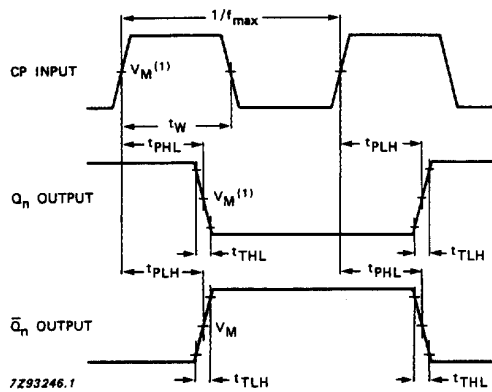 1/fmax
CP INPUT
VM(1)
tW
tPHL
tPLH
Qn OUTPUT
VM(1)
tTHL
tTLH
tPLH
tPHL
Q̅n OUTPUT
VM
tTLH
tTHL
7Z93246.1